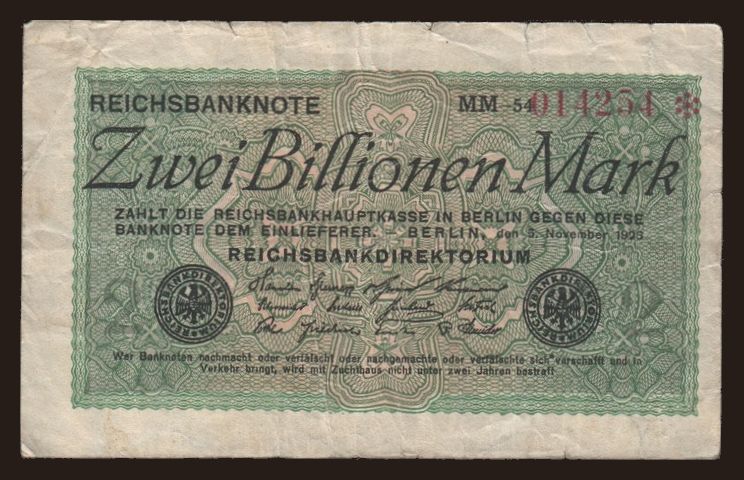 REICHSBANKNOTE MM-54 014254 *
Zwei Billionen Mark
ZAHLT DIE REICHSBANKHAUPTKASSE IN BERLIN GEGEN DIESE
BANKNOTE DEM EINLIEFERER. – BERLIN, den 5. November 1923
REICHSBANKDIREKTORIUM
REICHSBANKDIREKTORIUM
REICHSBANKDIREKTORIUM
Wer Banknoten nachmacht oder verfälscht oder nachgemachte oder verfälschte sich verschafft und in
Verkehr bringt, wird mit Zuchthaus nicht unter zwei Jahren bestraft